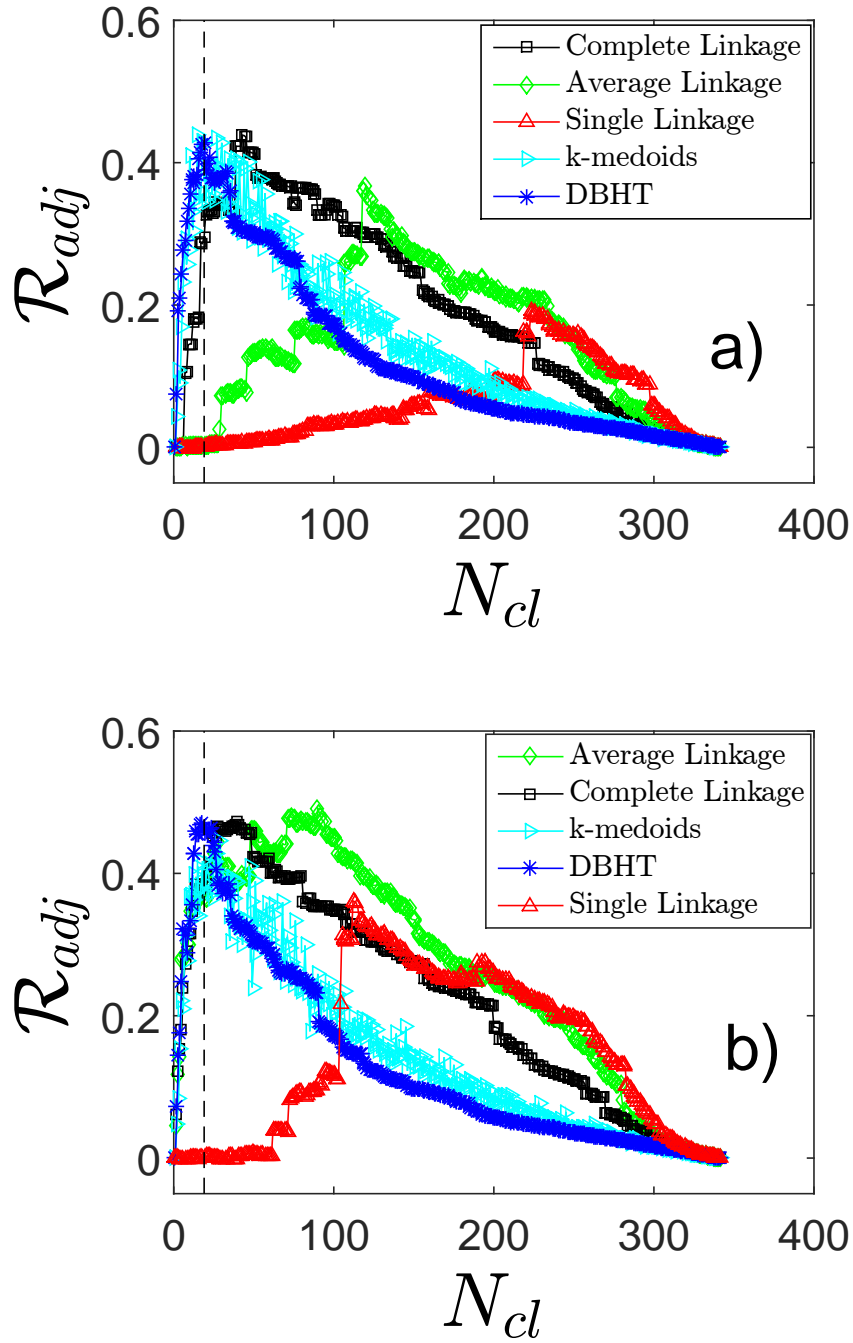 0.6
0.4
0.2
0
R_adj
Complete Linkage
Average Linkage
Single Linkage
k-medoids
DBHT
a)
0 100 200 300 400
N_cl
0.6
0.4
0.2
0
R_adj
Average Linkage
Complete Linkage
k-medoids
DBHT
Single Linkage
b)
0 100 200 300 400
N_cl